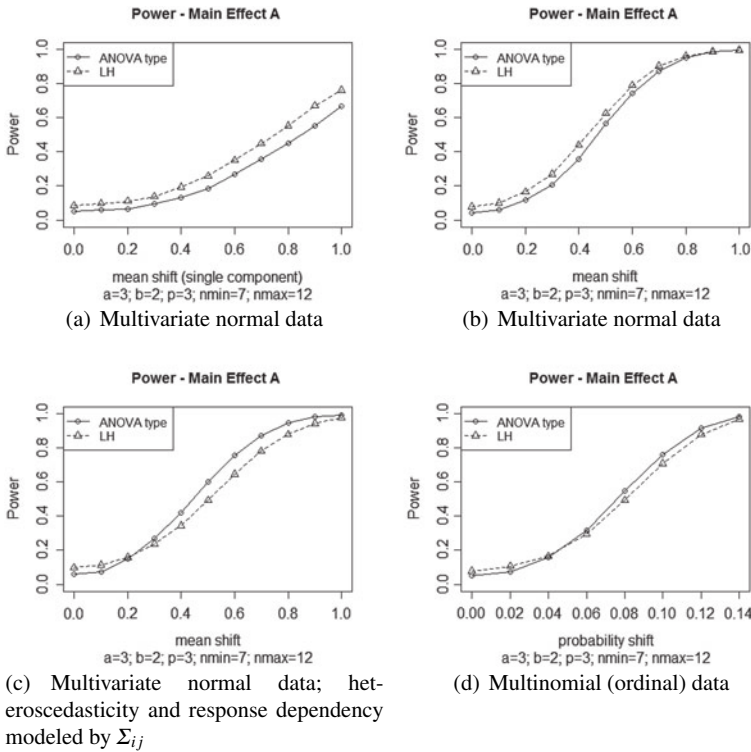 Power - Main Effect A
Power
1.0
0.8
0.6
0.4
0.2
0.0
ANOVA type
LH
0.0 0.2 0.4 0.6 0.8 1.0
mean shift (single component)
a=3; b=2; p=3; nmin=7; nmax=12
(a) Multivariate normal data
Power - Main Effect A
Power
1.0
0.8
0.6
0.4
0.2
0.0
ANOVA type
LH
0.0 0.2 0.4 0.6 0.8 1.0
mean shift
a=3; b=2; p=3; nmin=7; nmax=12
(b) Multivariate normal data
Power - Main Effect A
Power
1.0
0.8
0.6
0.4
0.2
0.0
ANOVA type
LH
0.0 0.2 0.4 0.6 0.8 1.0
mean shift
a=3; b=2; p=3; nmin=7; nmax=12
(c) Multivariate normal data; het-
eroscedasticity and response dependency
modeled by Σij
Power - Main Effect A
Power
1.0
0.8
0.6
0.4
0.2
0.0
ANOVA type
LH
0.00 0.02 0.04 0.06 0.08 0.10 0.12 0.14
probability shift
a=3; b=2; p=3; nmin=7; nmax=12
(d) Multinomial (ordinal) data